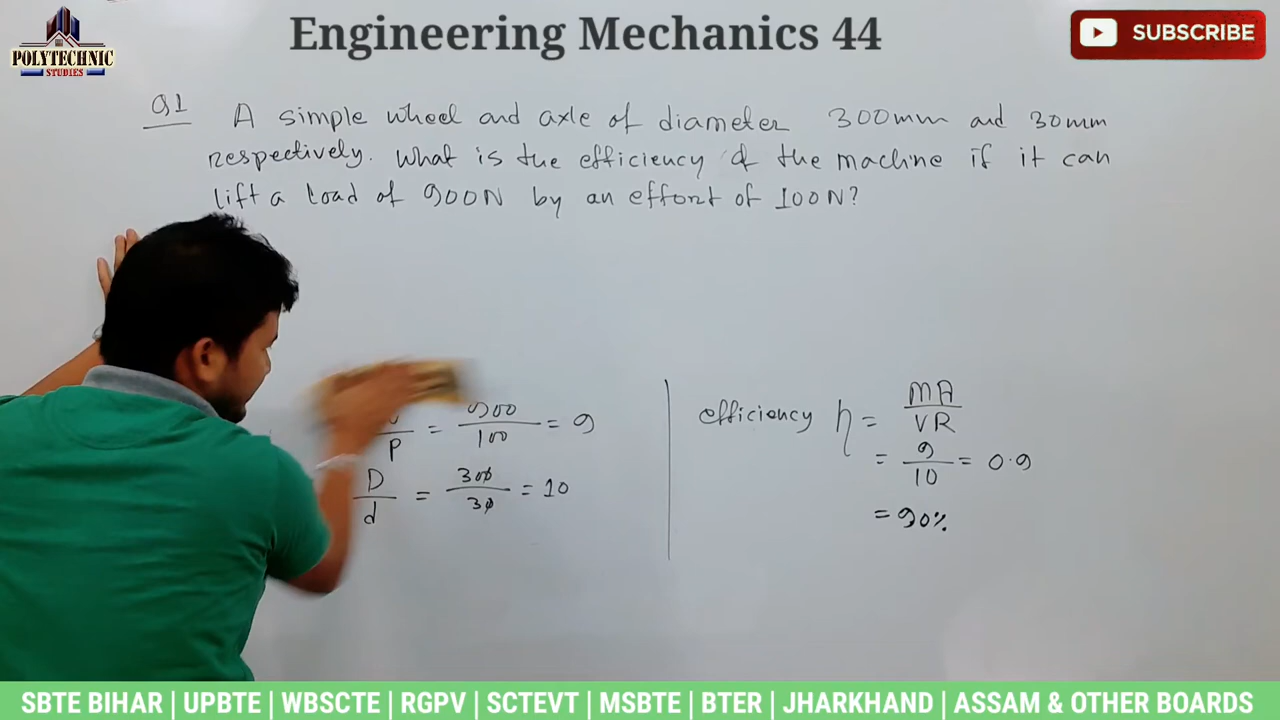 POLYTECHNIC
STUDIES
Engineering Mechanics 44
SUBSCRIBE
Q1 A simple wheel and axle of diameter 300mm and 30mm
respectively. What is the efficiency of the machine if it can
lift a load of 900N by an effort of 100N?
P = 900/100 = 9
D/d = 300/30 = 10
efficiency η = MA/VR
= 9/10 = 0.9
= 90%
SBTE BIHAR | UPBTE | WBSCTE | RGPV | SCTEVT | MSBTE | BTER | JHARKHAND | ASSAM & OTHER BOARDS